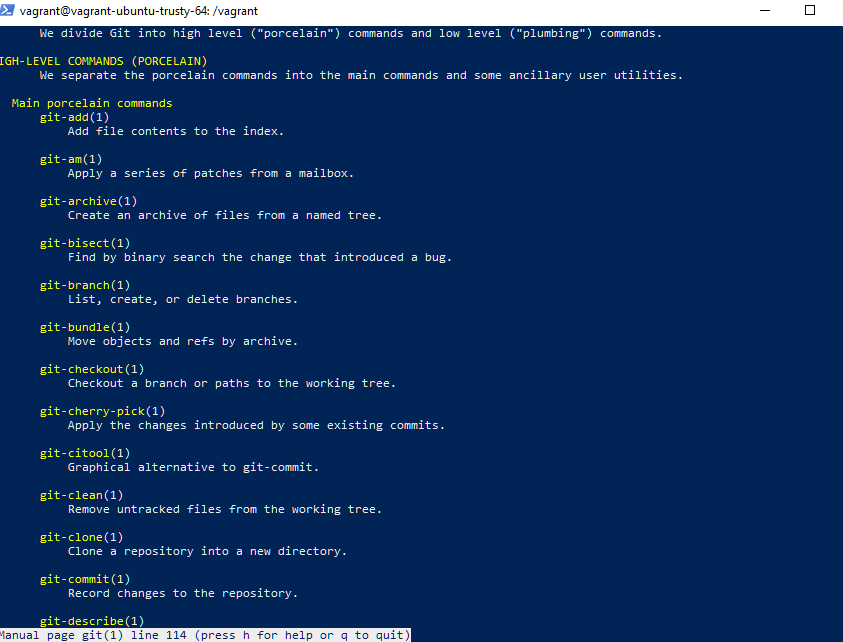 vagrant@vagrant-ubuntu-trusty-64: /vagrant
We divide Git into high level ("porcelain") commands and low level ("plumbing") commands.
IGH-LEVEL COMMANDS (PORCELAIN)
We separate the porcelain commands into the main commands and some ancillary user utilities.
Main porcelain commands
git-add(1)
Add file contents to the index.
git-am(1)
Apply a series of patches from a mailbox.
git-archive(1)
Create an archive of files from a named tree.
git-bisect(1)
Find by binary search the change that introduced a bug.
git-branch(1)
List, create, or delete branches.
git-bundle(1)
Move objects and refs by archive.
git-checkout(1)
Checkout a branch or paths to the working tree.
git-cherry-pick(1)
Apply the changes introduced by some existing commits.
git-citool(1)
Graphical alternative to git-commit.
git-clean(1)
Remove untracked files from the working tree.
git-clone(1)
Clone a repository into a new directory.
git-commit(1)
Record changes to the repository.
git-describe(1)
Manual page git(1) line 114 (press h for help or q to quit)